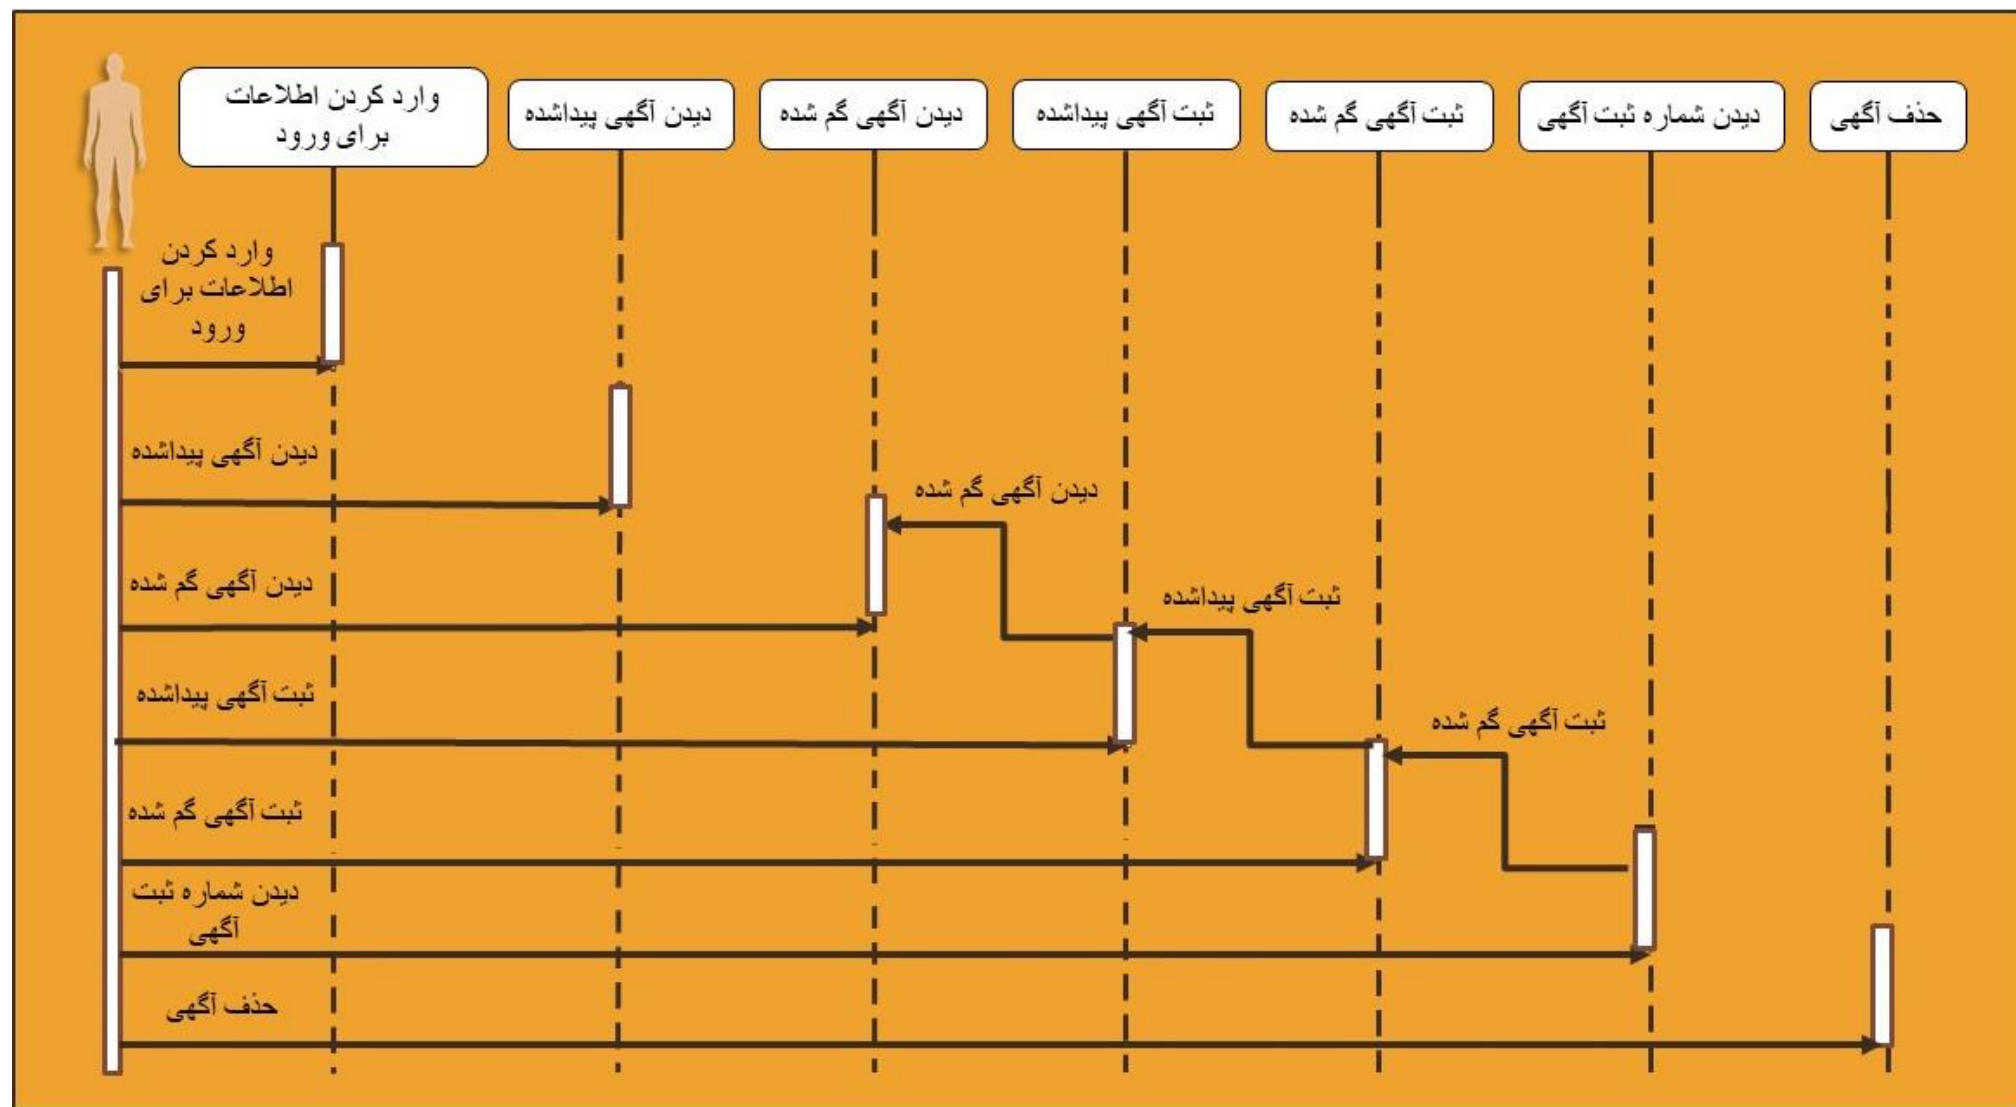 وارد کردن اطلاعات
برای ورود
دیدن آگهی پیداشده
دیدن آگهی گم شده
ثبت آگهی پیداشده
ثبت آگهی گم شده
دیدن شماره ثبت آگهی
حذف آگهی
وارد کردن
اطلاعات برای
ورود
دیدن آگهی پیداشده
دیدن آگهی گم شده
دیدن آگهی گم شده
ثبت آگهی پیداشده
ثبت آگهی پیداشده
ثبت آگهی گم شده
ثبت آگهی گم شده
دیدن شماره ثبت
آگهی
حذف آگهی